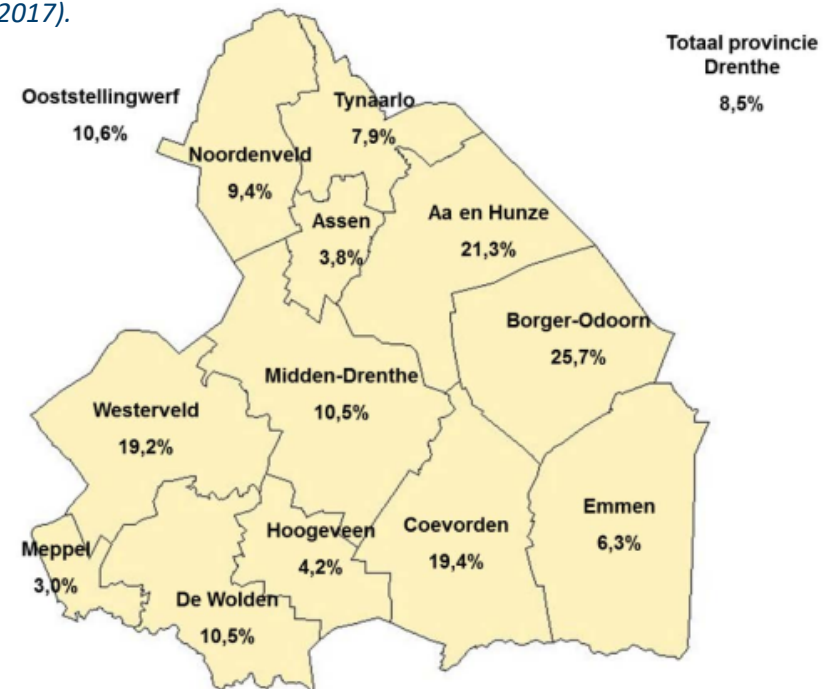 2017).
Totaal provincie
Drenthe
8,5%
Ooststellingwerf
10,6%
Tynaarlo
7,9%
Noordenveld
9,4%
Assen
3,8%
Aa en Hunze
21,3%
Borger-Odoorn
25,7%
Midden-Drenthe
10,5%
Westerveld
19,2%
Emmen
6,3%
Coevorden
19,4%
Hoogeveen
4,2%
Meppel
3,0%
De Wolden
10,5%